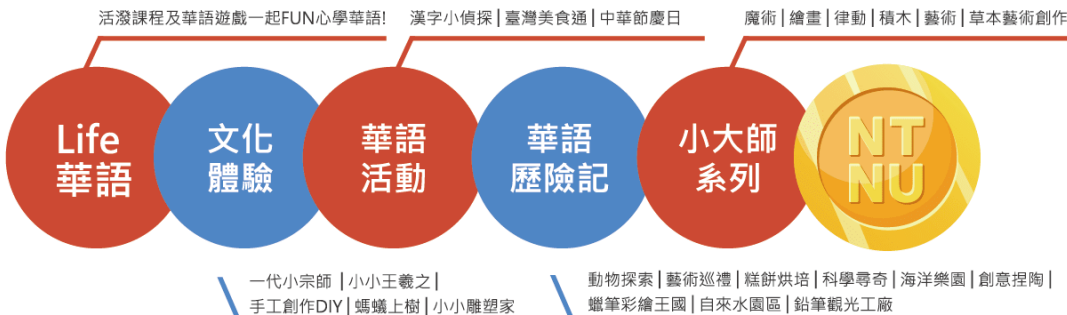 活潑課程及華語遊戲一起FUN心學華語!
漢字小偵探|臺灣美食通|中華節慶日
魔術|繪畫|律動|積木|藝術|草本藝術創作
Life
華語
文化
體驗
華語
活動
華語
歷險記
小大師
系列
NT
NU
一代小宗師 |小小王羲之|
手工創作DIY|螞蟻上樹|小小雕塑家
動物探索|藝術巡禮|糕餅烘培|科學尋奇|海洋樂園|創意捏陶|
蠟筆彩繪王國|自來水園區|鉛筆觀光工廠